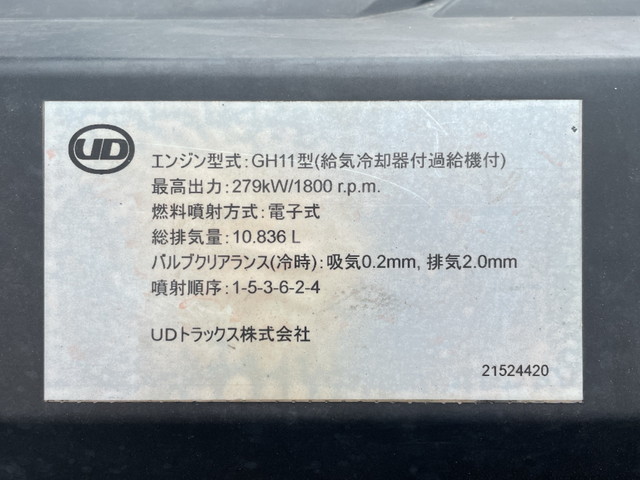 UD
エンジン型式:GH11型(給気冷却器付過給機付)
最高出力:279kW/1800 r.p.m.
燃料噴射方式:電子式
総排気量:10.836 L
バルブクリアランス(冷時):吸気0.2mm, 排気2.0mm
噴射順序:1-5-3-6-2-4
UDトラックス株式会社
21524420